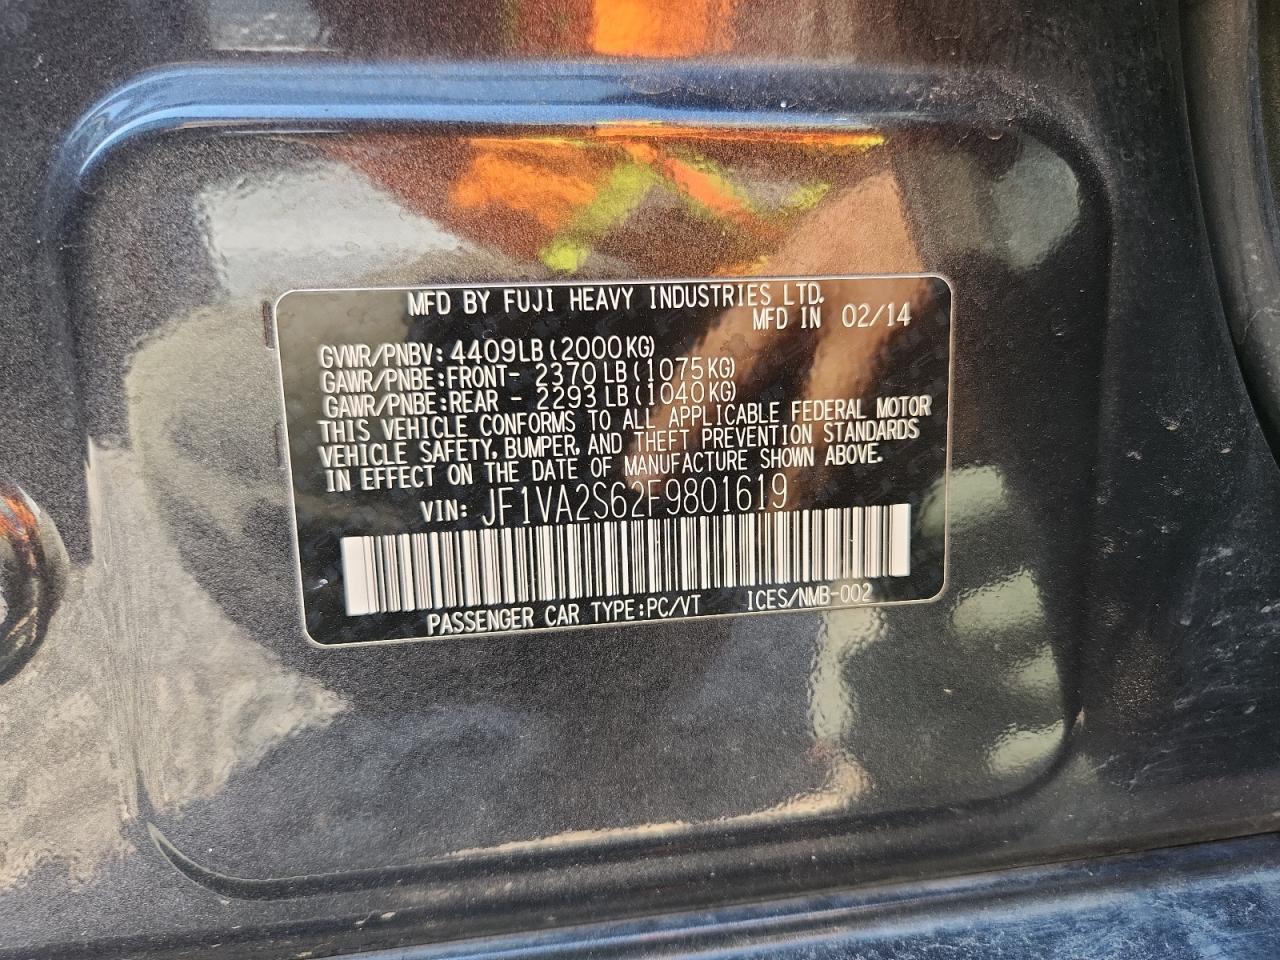 MFD BY FUJI HEAVY INDUSTRIES LTD.
MFD IN 02/14
GVWR/PNBV: 4409LB (2000KG)
GAWR/PNBE:FRONT- 2370LB (1075KG)
GAWR/PNBE:REAR - 2293LB (1040KG)
THIS VEHICLE CONFORMS TO ALL APPLICABLE FEDERAL MOTOR
VEHICLE SAFETY, BUMPER, AND THEFT PREVENTION STANDARDS
IN EFFECT ON THE DATE OF MANUFACTURE SHOWN ABOVE.
VIN: JF1VA2S62F9801619
PASSENGER CAR TYPE:PC/VT ICES/NMB-002